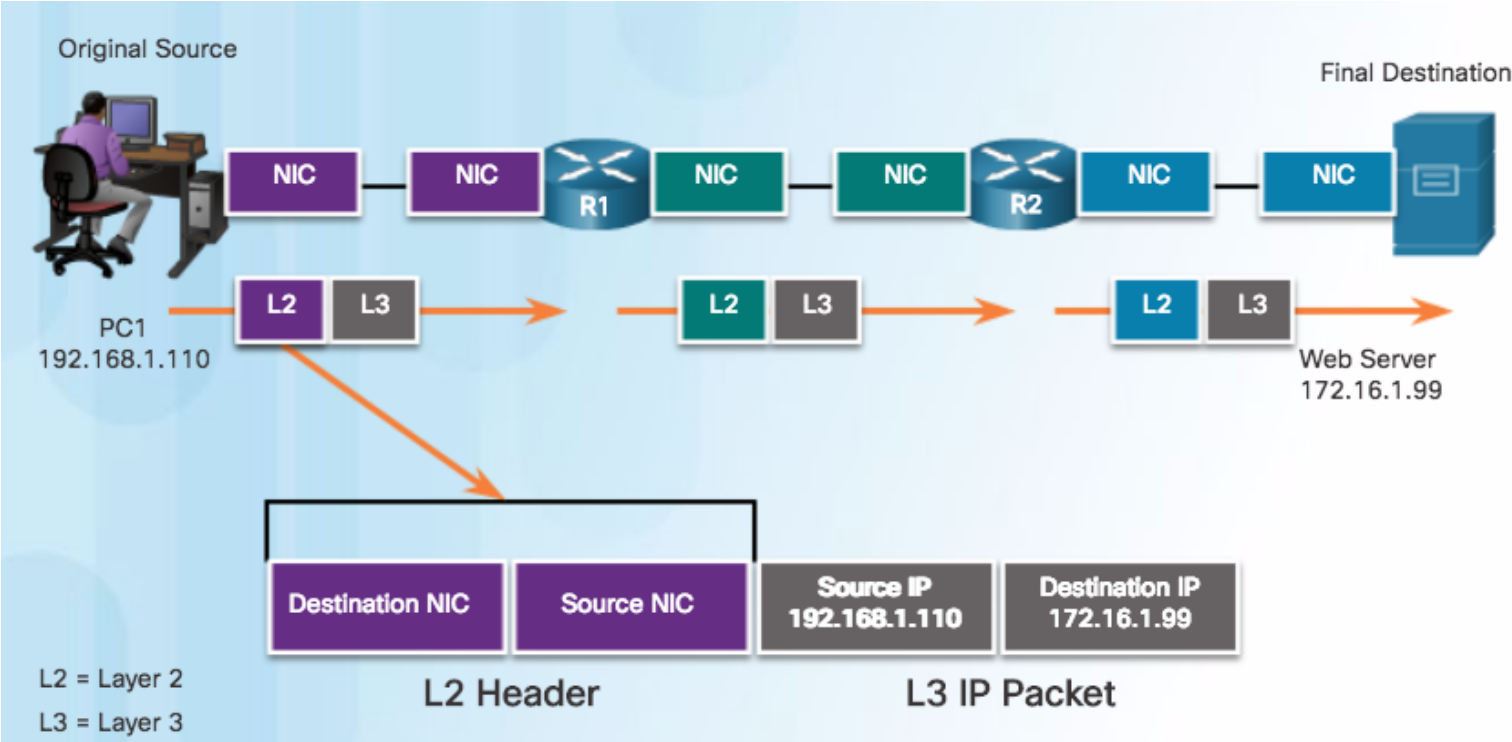 Original Source
Final Destination
NIC
NIC
R1
NIC
NIC
R2
NIC
NIC
L2
L3
L2
L3
L2
L3
PC1
192.168.1.110
Web Server
172.16.1.99
Destination NIC
Source NIC
Source IP
192.168.1.110
Destination IP
172.16.1.99
L2 = Layer 2
L2 Header
L3 IP Packet
L3 = Layer 3